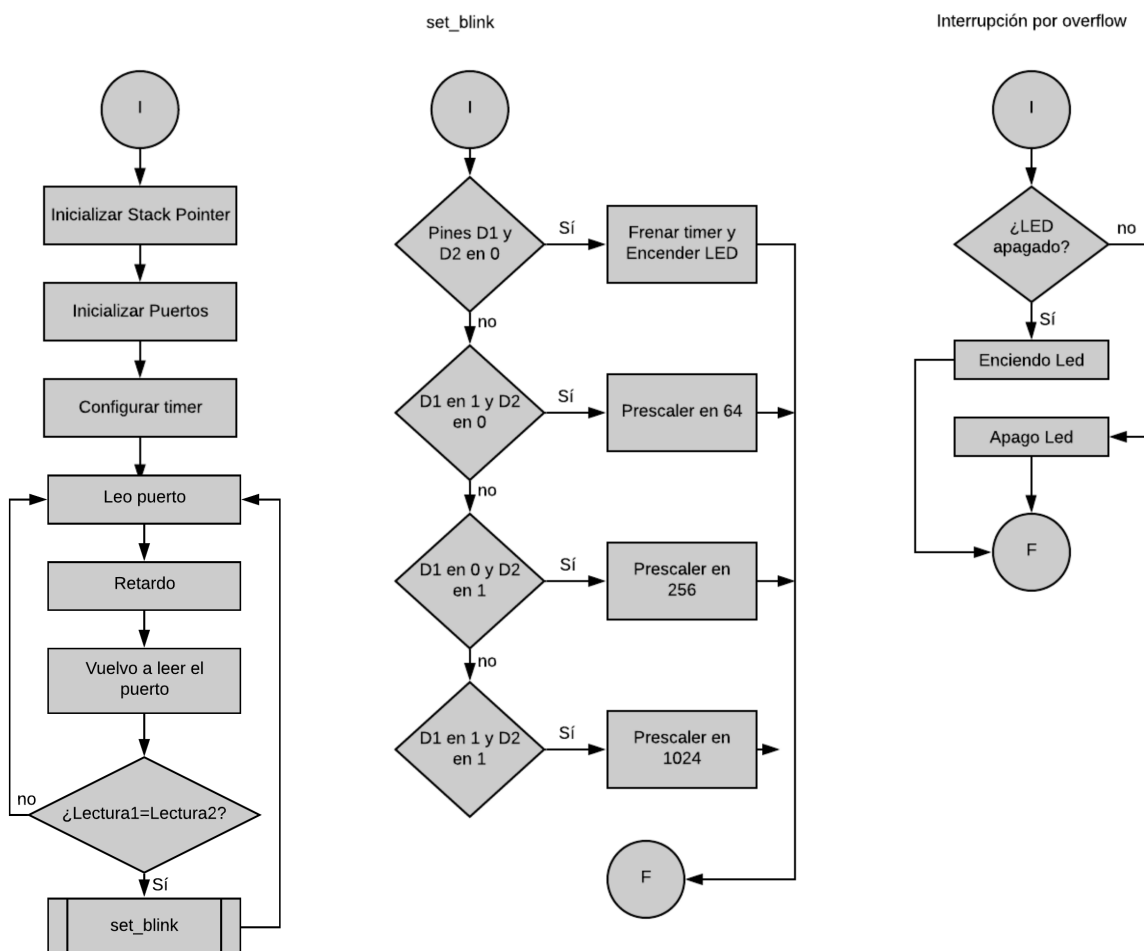 I
Inicializar Stack Pointer
Inicializar Puertos
Configurar timer
Leo puerto
Retardo
Vuelvo a leer el
puerto
¿Lectura1=Lectura2?
no
Sí
set_blink
set_blink
I
Pines D1 y
D2 en 0
Sí
Frenar timer y
Encender LED
no
D1 en 1 y D2
en 0
Sí
Prescaler en 64
no
D1 en 0 y D2
en 1
Sí
Prescaler en
256
no
D1 en 1 y D2
en 1
Sí
Prescaler en
1024
F
Interrupción por overflow
I
¿LED
apagado?
no
Sí
Enciendo Led
Apago Led
F